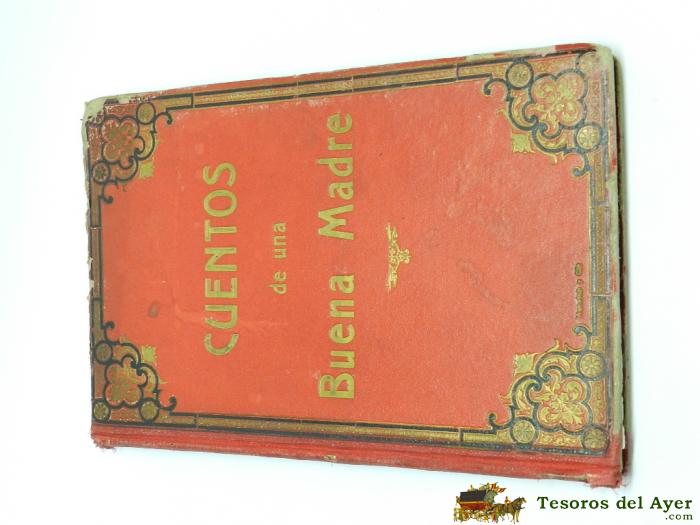 CUENTOS
de una
Buena Madre
Tesoros del Ayer
.com